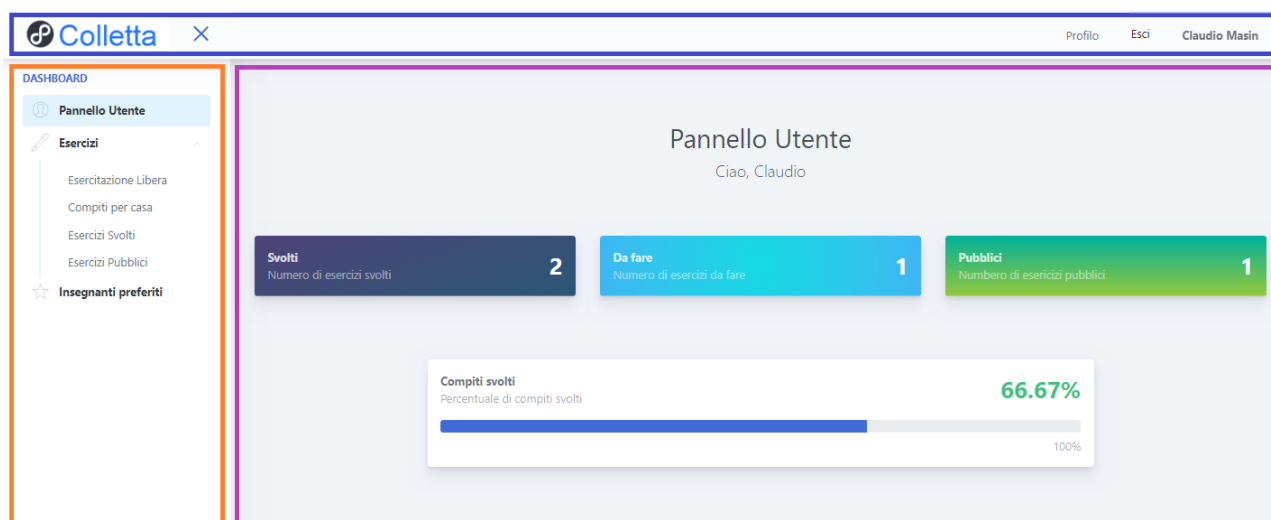 Colletta
Profilo Esci Claudio Masin
DASHBOARD
Pannello Utente
Esercizi
Esercitazione Libera
Compiti per casa
Esercizi Svolti
Esercizi Pubblici
Insegnanti preferiti
Pannello Utente
Ciao, Claudio
Svolti
Numero di esercizi svolti
2
Da fare
Numero di esercizi da fare
1
Pubblici
Numbero di esericizi pubblici
1
Compiti svolti
Percentuale di compiti svolti
66.67%
100%